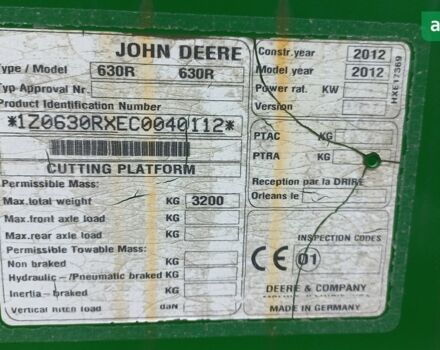 JOHN DEERE
Type / Model 630R 630R
Typ Approval Nr.
Product Identification Number
*1Z0630RXEC0040112*
CUTTING PLATFORM
Permissible Mass:
Max.total weight KG 3200
Max.front axle load KG
Max.rear axle load KG
Permissible Towable Mass:
Non braked KG
Hydraulic -/Pneumatic braked KG
Inertia - braked KG
Vertical hitch load daN
Constr.year 2012
Model year 2012
Power rat. KW
Version
HXE17369
PTAC KG
PTRA KG
Reception par la DRIRE
Orleans le
INSPECTION CODES
CE 01
DEERE & COMPANY
MADE IN GERMANY
a